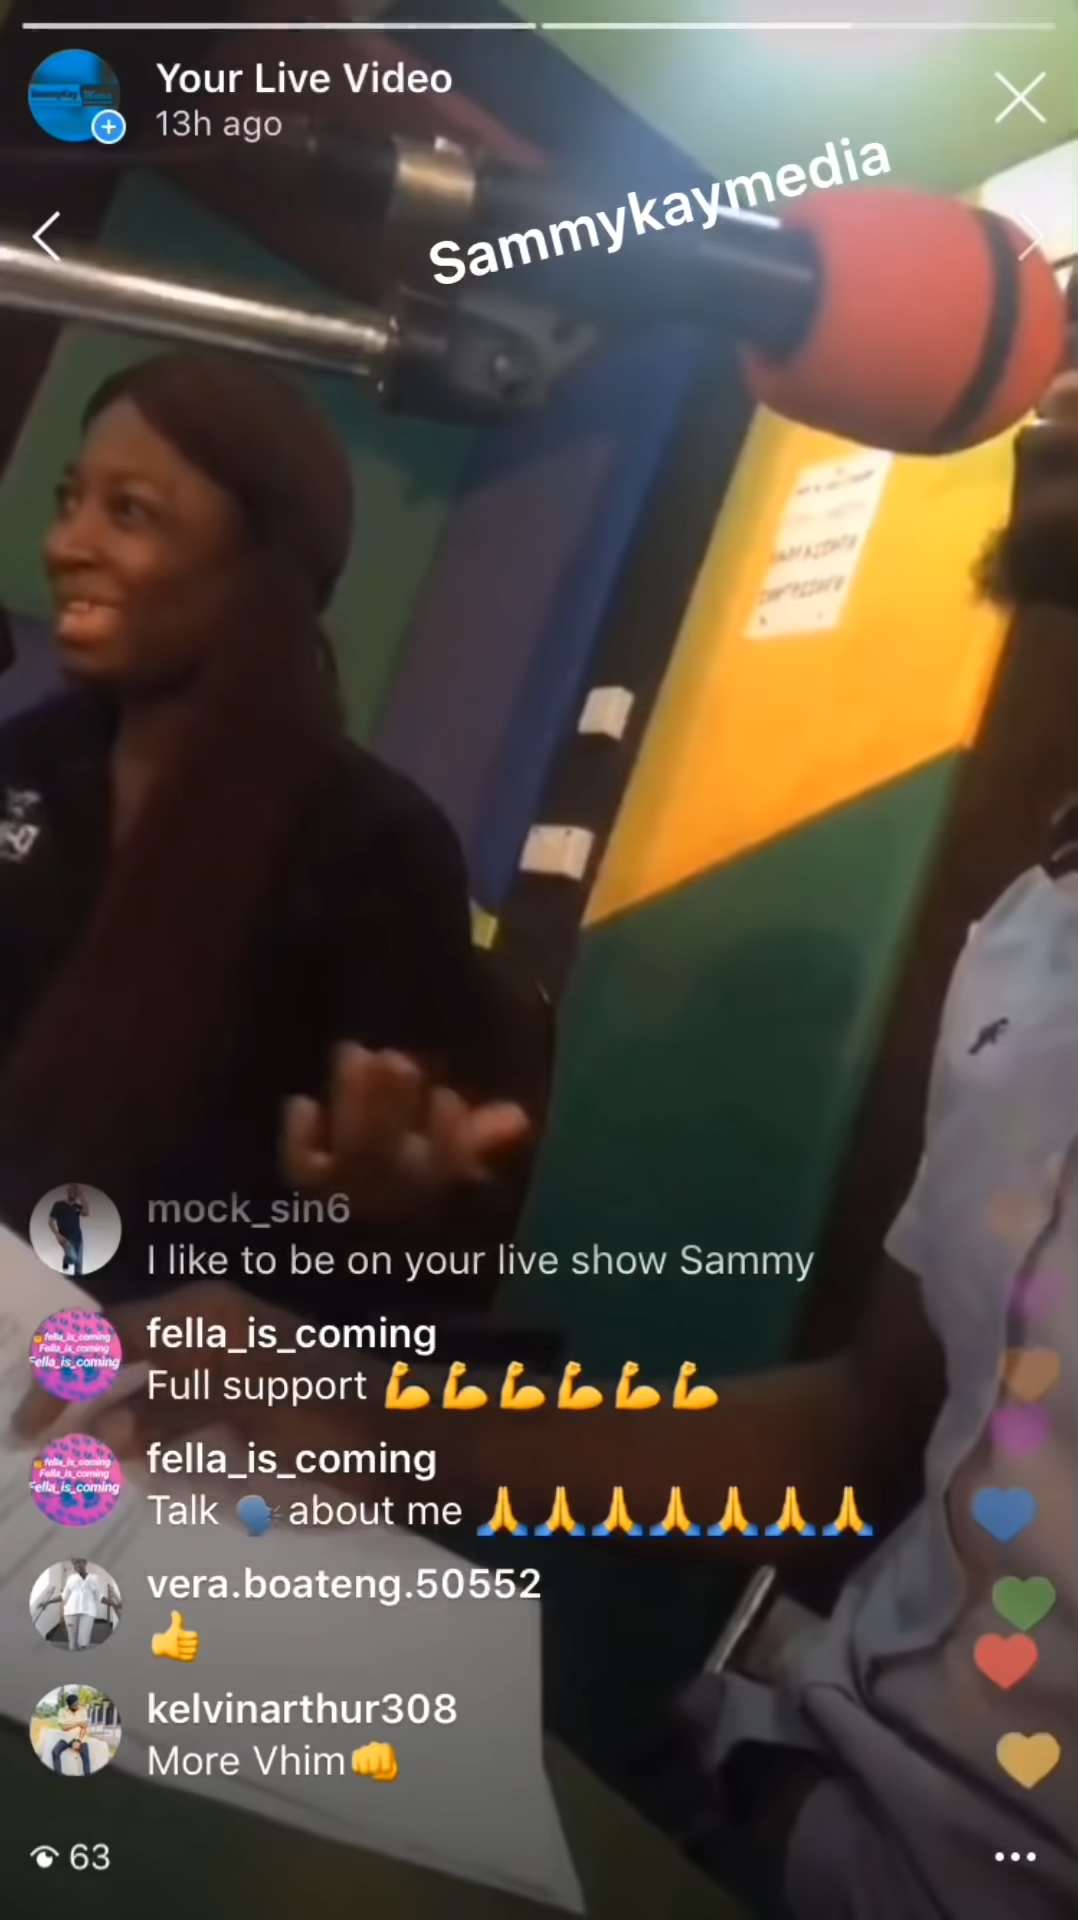 Your Live Video
13h ago
Sammykaymedia
mock_sin6
I like to be on your live show Sammy
fella_is_coming
Full support 💪💪💪💪💪💪
fella_is_coming
Talk 🗣️ about me 🙏🙏🙏🙏🙏🙏🙏
vera.boateng.50552
👍
kelvinarthur308
More Vhim👊
63